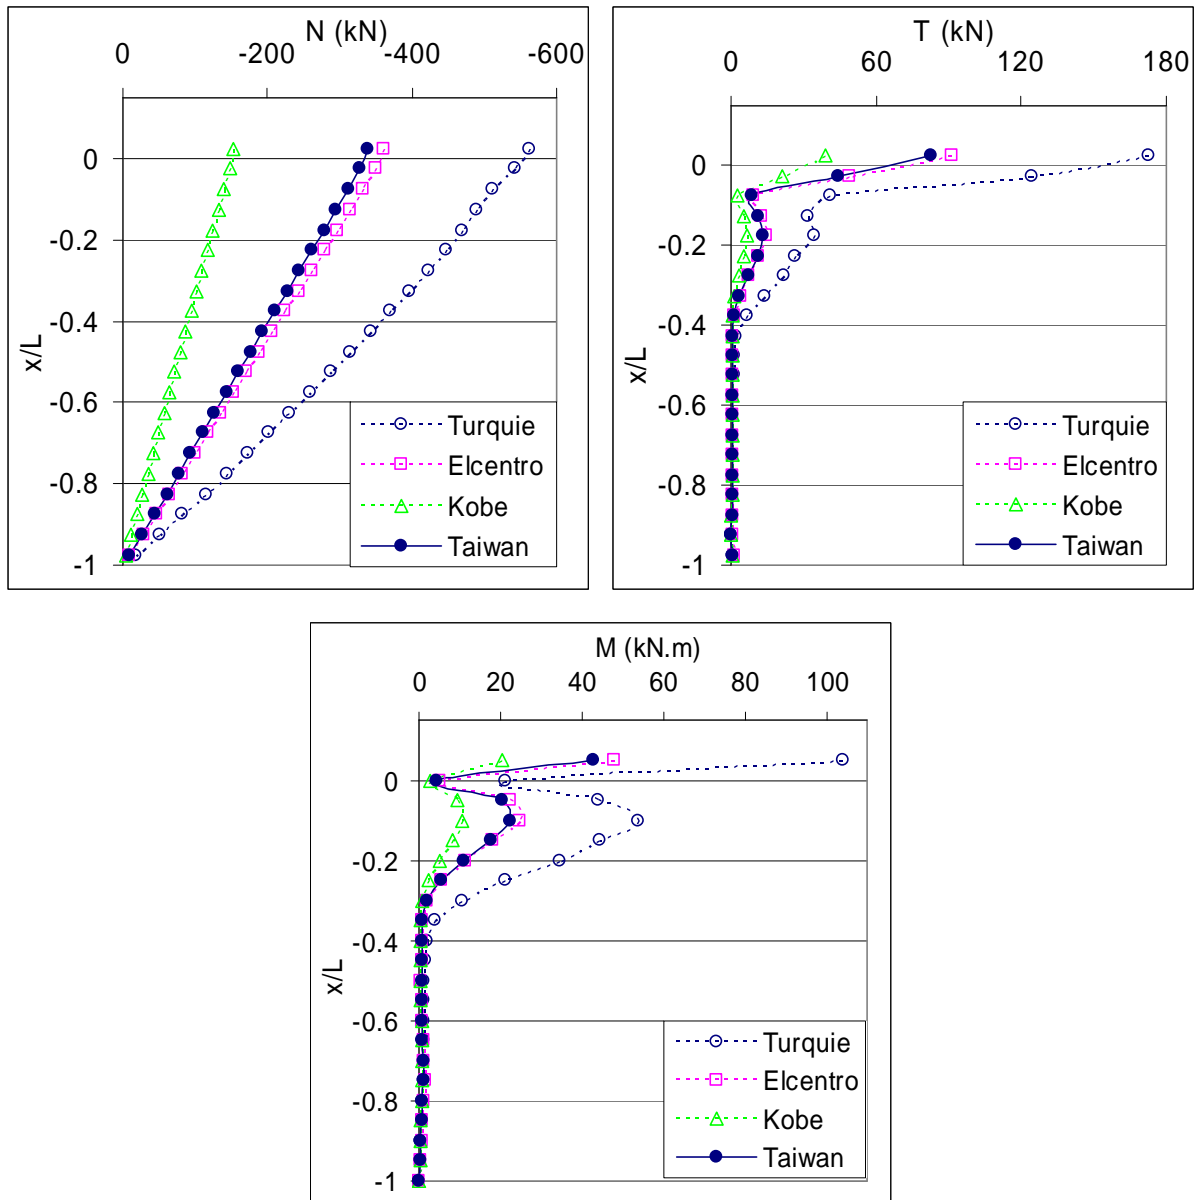 N (kN)
0 -200 -400 -600
0
-0.2
-0.4
-0.6
-0.8
-1
x/L
Turquie
Elcentro
Kobe
Taiwan
T (kN)
0 60 120 180
0
-0.2
-0.4
-0.6
-0.8
-1
x/L
Turquie
Elcentro
Kobe
Taiwan
M (kN.m)
0 20 40 60 80 100
0
-0.2
-0.4
-0.6
-0.8
-1
x/L
Turquie
Elcentro
Kobe
Taiwan